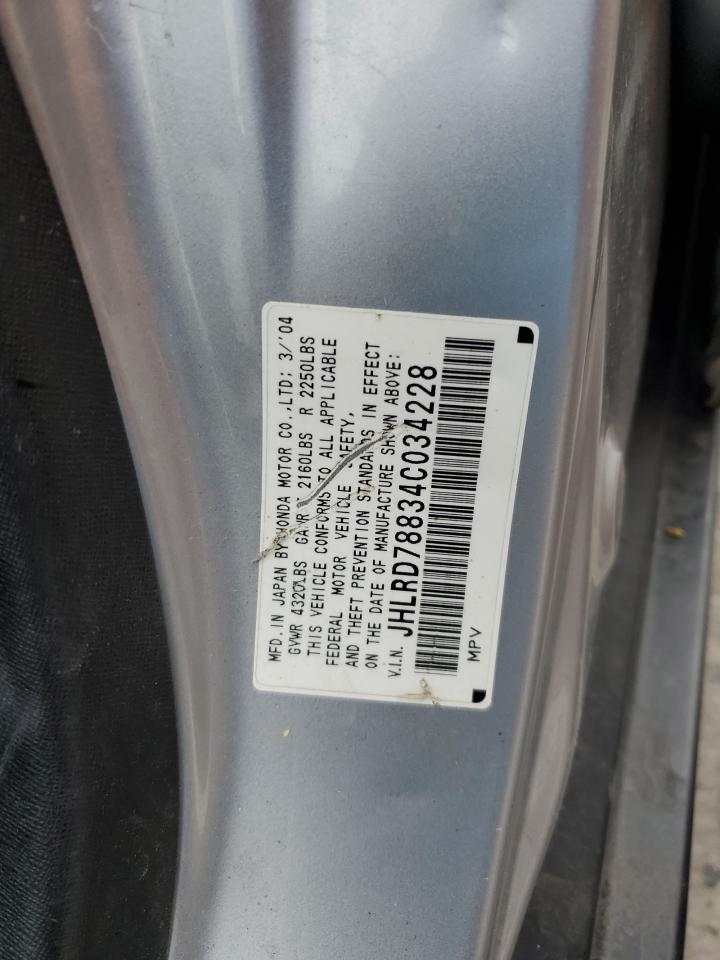 MFD. IN JAPAN BY HONDA MOTOR CO.,LTD; 3/'04
GVWR 4320LBS GAWR F 2160LBS R 2250LBS
THIS VEHICLE CONFORMS TO ALL APPLICABLE
FEDERAL MOTOR VEHICLE SAFETY,
AND THEFT PREVENTION STANDARDS IN EFFECT
ON THE DATE OF MANUFACTURE SHOWN ABOVE:
V.I.N. JHLRD78834C034228
MPV